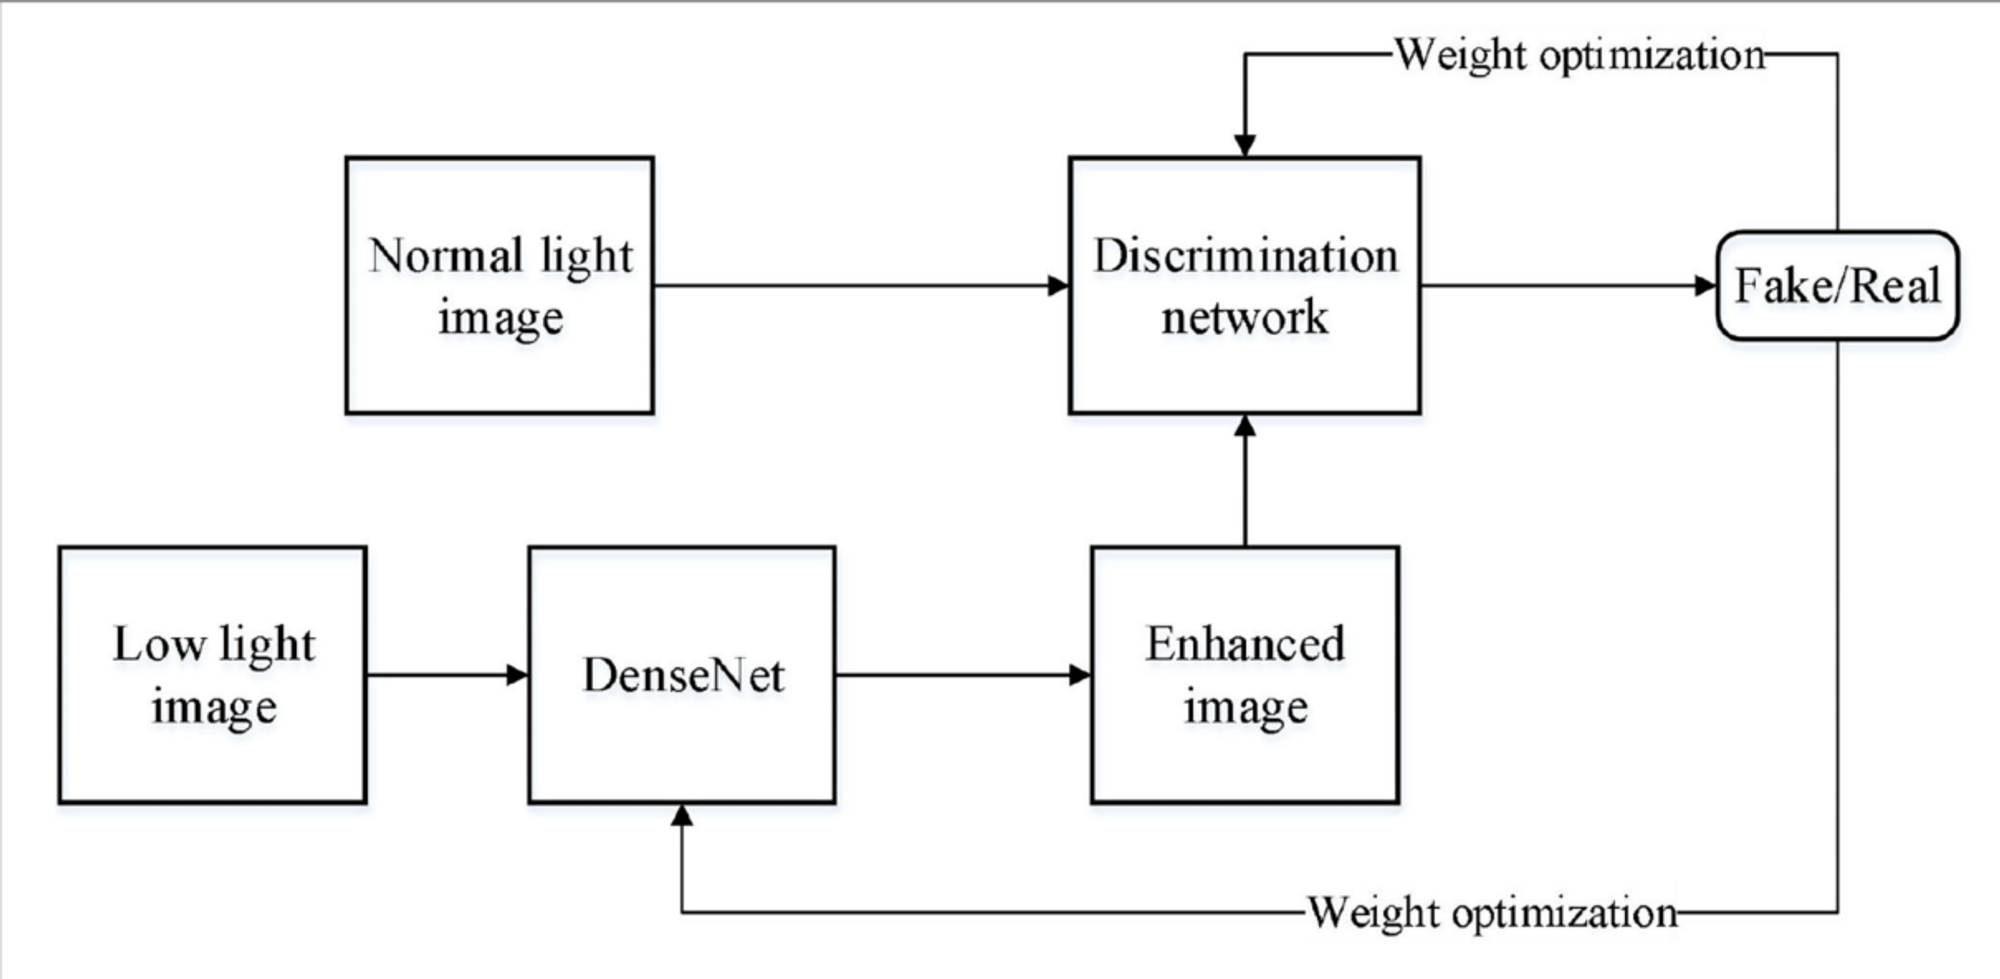 Weight optimization
Normal light
image
Discrimination
network
Fake/Real
Low light
image
DenseNet
Enhanced
image
Weight optimization